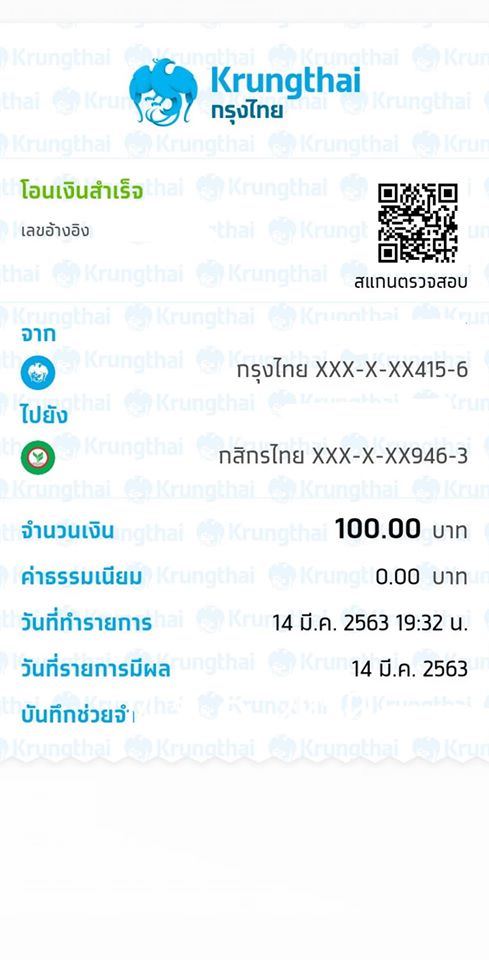 Krungthai
กรุงไทย
โอนเงินสำเร็จ
เลขอ้างอิง
สแกนตรวจสอบ
จาก
กรุงไทย XXX-X-XX415-6
ไปยัง
กสิกรไทย XXX-X-XX946-3
จำนวนเงิน 100.00 บาท
ค่าธรรมเนียม 0.00 บาท
วันที่ทำรายการ 14 มี.ค. 2563 19:32 น.
วันที่รายการมีผล 14 มี.ค. 2563
บันทึกช่วยจำ